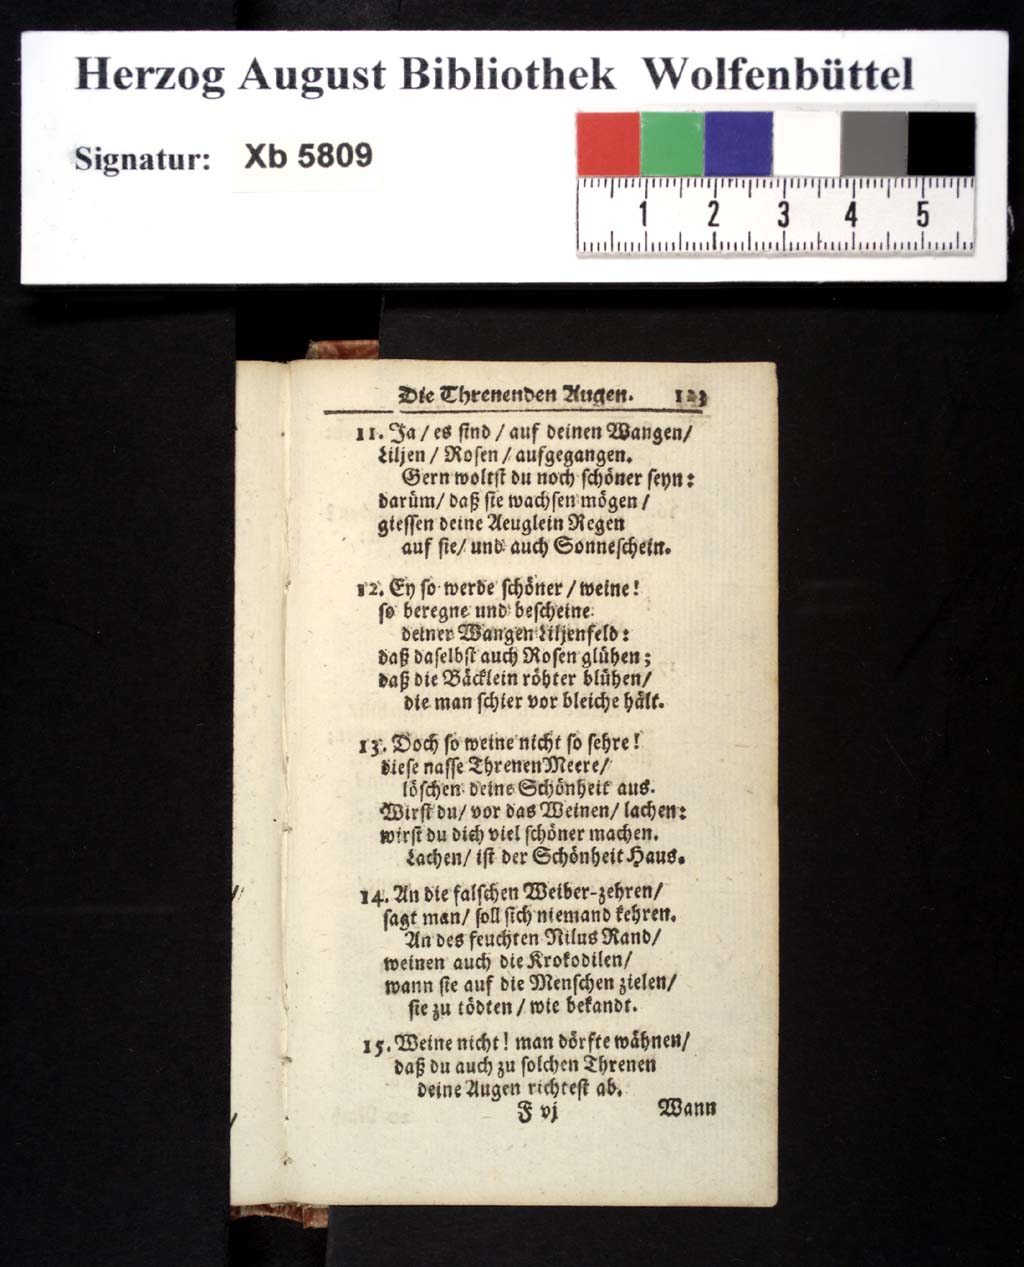 Herzog August Bibliothek Wolfenbüttel
Signatur: Xb 5809
1 2 3 4 5
Die Threnenden Augen. 123
11. Ja / es sind / auf deinen Wangen/
Liljen / Rosen / aufgegangen.
Gern woltst du noch schöner seyn:
darüm / daß sie wachsen mögen /
giessen deine Aeuglein Regen
auf sie / und auch Sonneschein.
12. Ey so werde schöner / weine!
so beregne und bescheine
deiner Wangen Liljenfeld:
daß daselbst auch Rosen glühen;
daß die Bäcklein röhter blühen/
die man schier vor bleiche hält.
13. Doch so weine nicht so sehre!
diese nasse ThrenenMeere/
löschen deine Schönheit aus.
Wirst du / vor das Weinen / lachen:
wirst du dich viel schöner machen.
Lachen / ist der Schönheit Haus.
14. An die falschen Weiber-zehren/
sagt man / soll sich niemand kehren.
An des feuchten Nilus Rand/
weinen auch die Krokodilen/
wann sie auf die Menschen zielen/
sie zu tödten / wie bekandt.
15. Weine nicht! man dörfte wähnen/
daß du auch zu solchen Threnen
deine Augen richtest ab.
F vj Wann